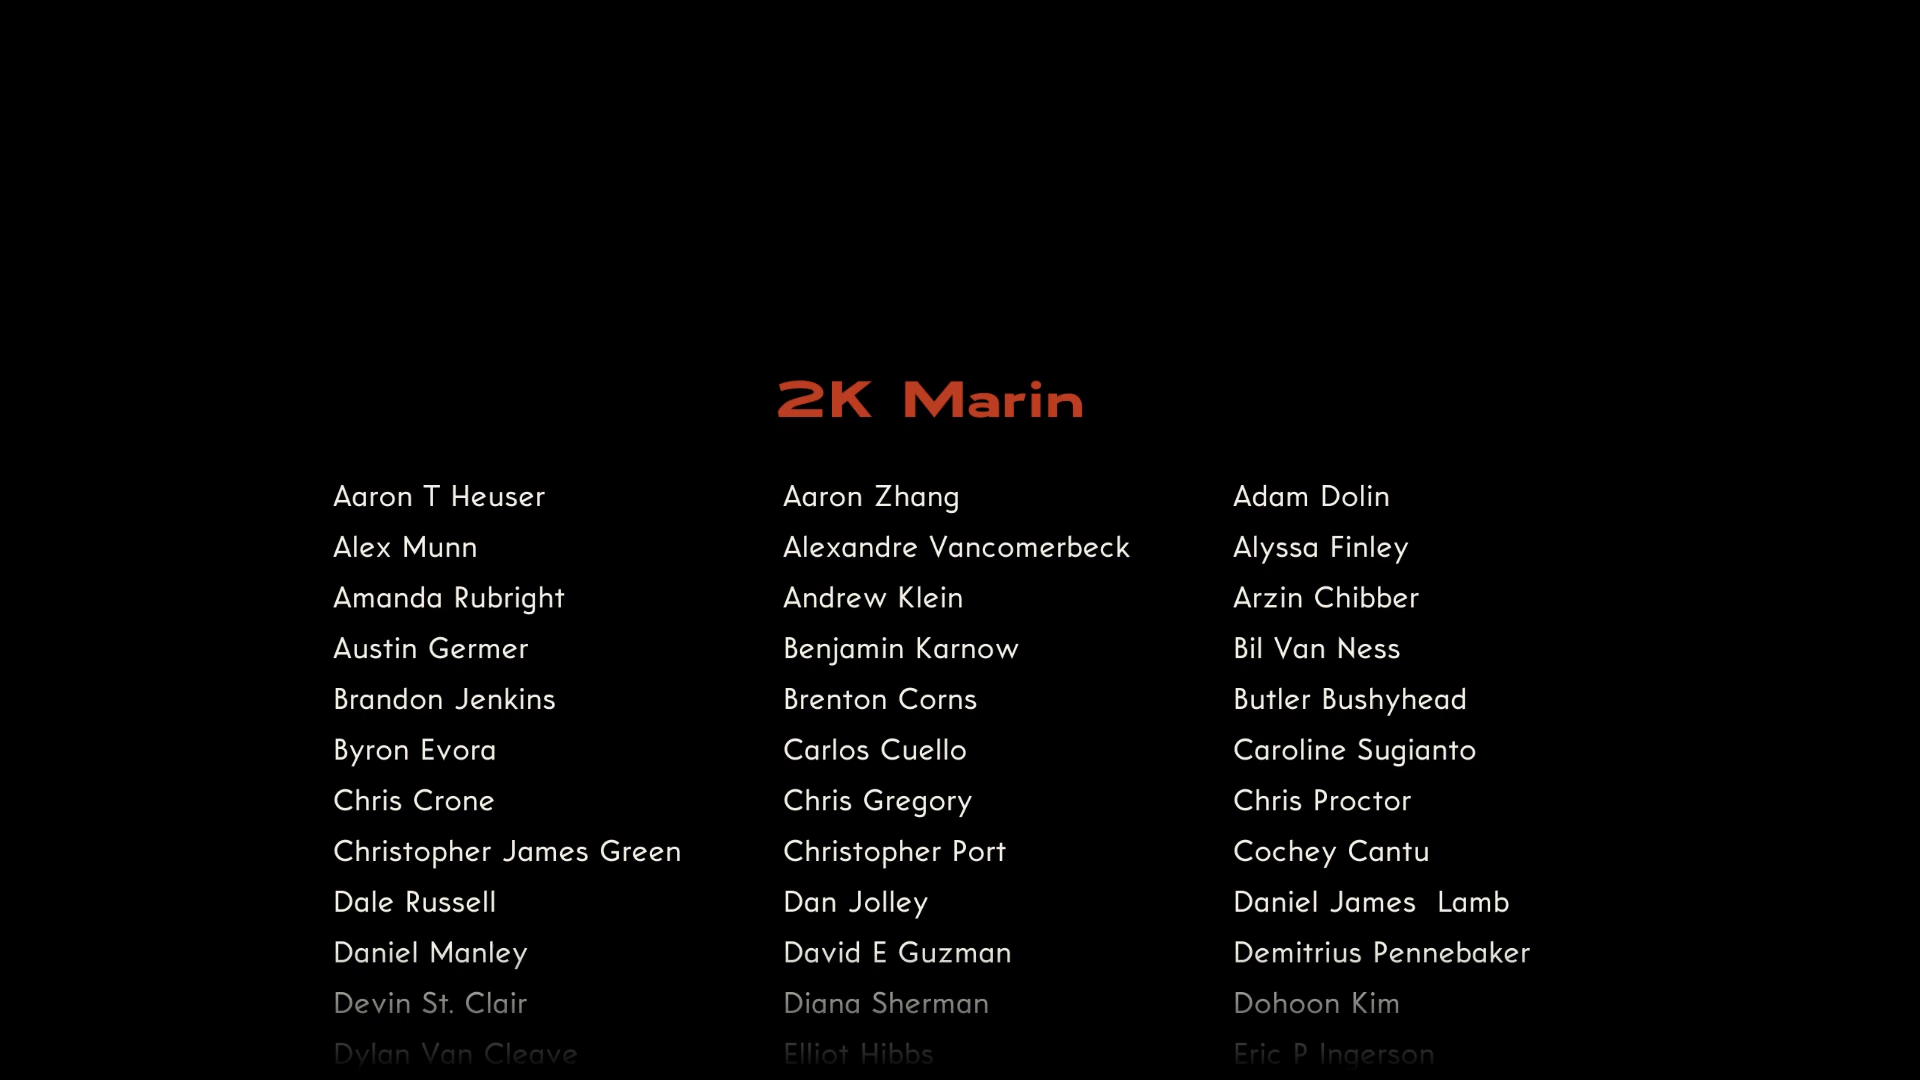 2K Marin
Aaron T Heuser Aaron Zhang Adam Dolin
Alex Munn Alexandre Vancomerbeck Alyssa Finley
Amanda Rubright Andrew Klein Arzin Chibber
Austin Germer Benjamin Karnow Bil Van Ness
Brandon Jenkins Brenton Corns Butler Bushyhead
Byron Evora Carlos Cuello Caroline Sugianto
Chris Crone Chris Gregory Chris Proctor
Christopher James Green Christopher Port Cochey Cantu
Dale Russell Dan Jolley Daniel James  Lamb
Daniel Manley David E Guzman Demitrius Pennebaker
Devin St. Clair Diana Sherman Dohoon Kim
Dylan Van Cleave Elliot Hibbs Eric P Ingerson